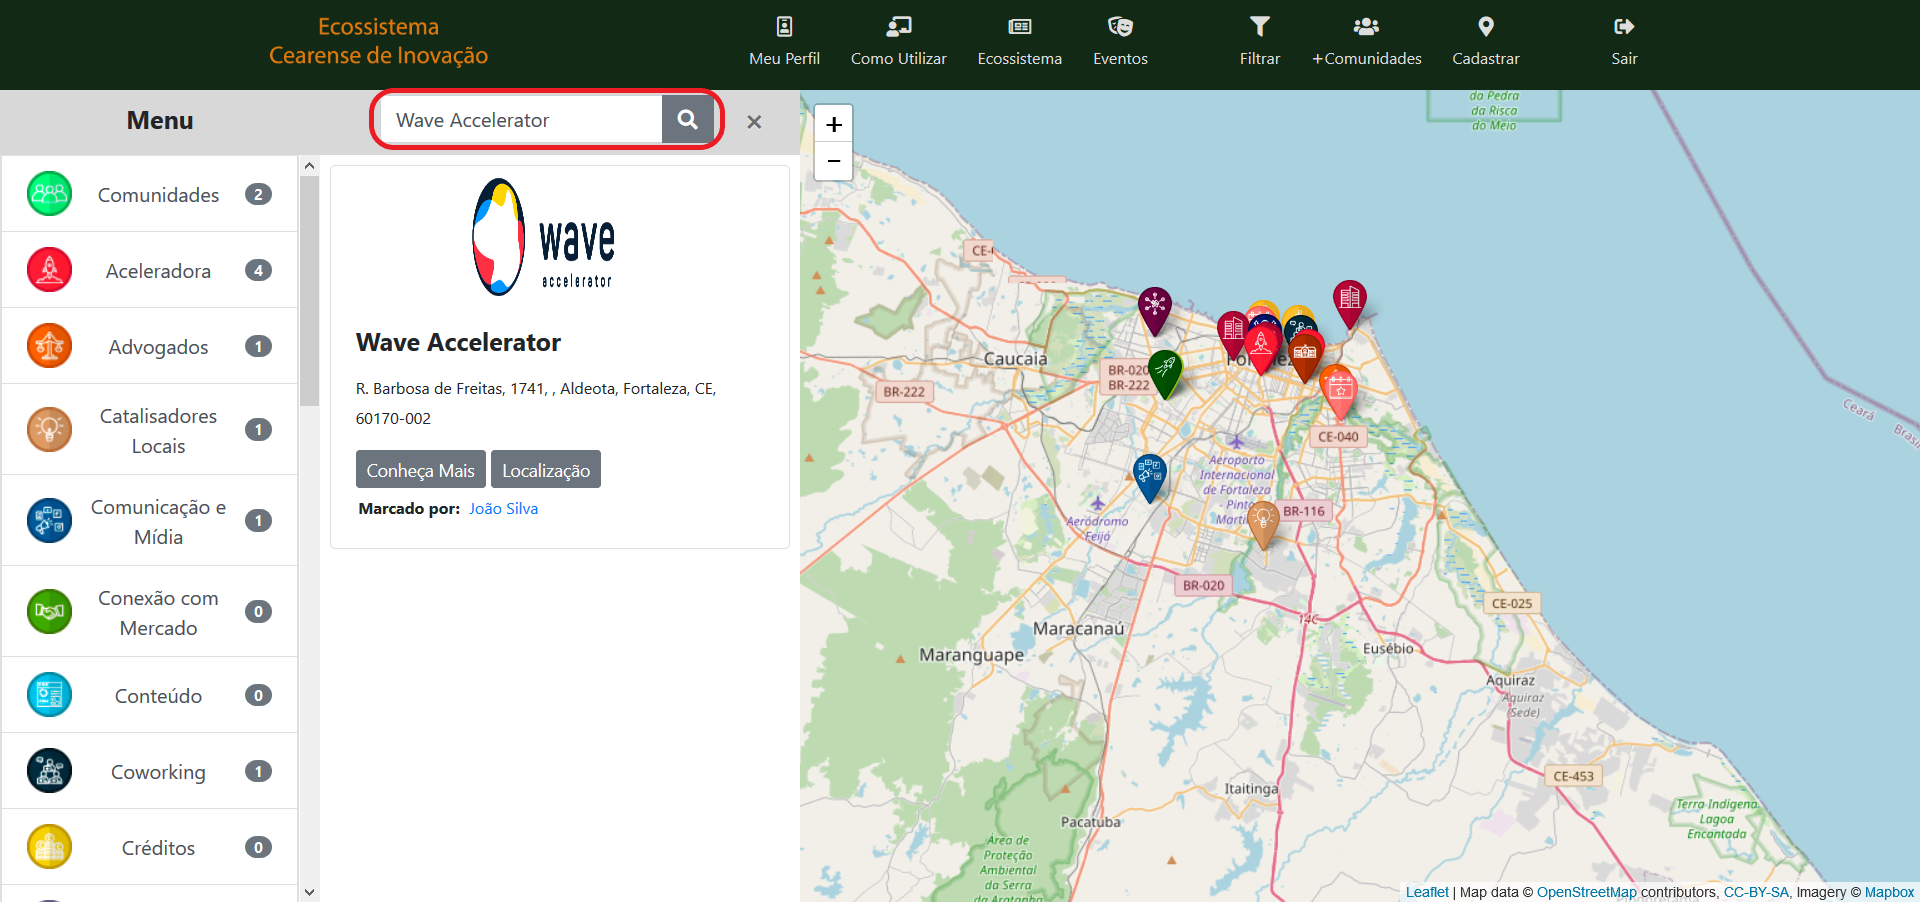 Ecossistema
Cearense de Inovação
Meu Perfil
Como Utilizar
Ecossistema
Eventos
Filtrar
+Comunidades
Cadastrar
Sair
Menu
Wave Accelerator
×
Comunidades 2
Aceleradora 4
Advogados 1
Catalisadores
Locais 1
Comunicação e
Mídia 1
Conexão com
Mercado 0
Conteúdo 0
Coworking 1
Créditos 0
wave
accelerator
Wave Accelerator
R. Barbosa de Freitas, 1741, , Aldeota, Fortaleza, CE,
60170-002
Conheça Mais
Localização
Marcado por: João Silva
+
−
da Pedra
da Risca
do Meio
Caucaia
BR-020
BR-222
BR-222
CE-040
Aeroporto
Internacional
de Fortaleza
BR-116
Aeródromo
Feijó
BR-020
14C
CE-025
Maracanaú
Maranguape
Eusébio
Aquiraz
Aquiraz
(Sede)
CE-453
Itaitinga
Pacatuba
Terra Indígena
Lagoa
Encantada
Área de
Proteção
Ambiental
da Serra
Ceará
Leaflet | Map data © OpenStreetMap contributors, CC-BY-SA, Imagery © Mapbox